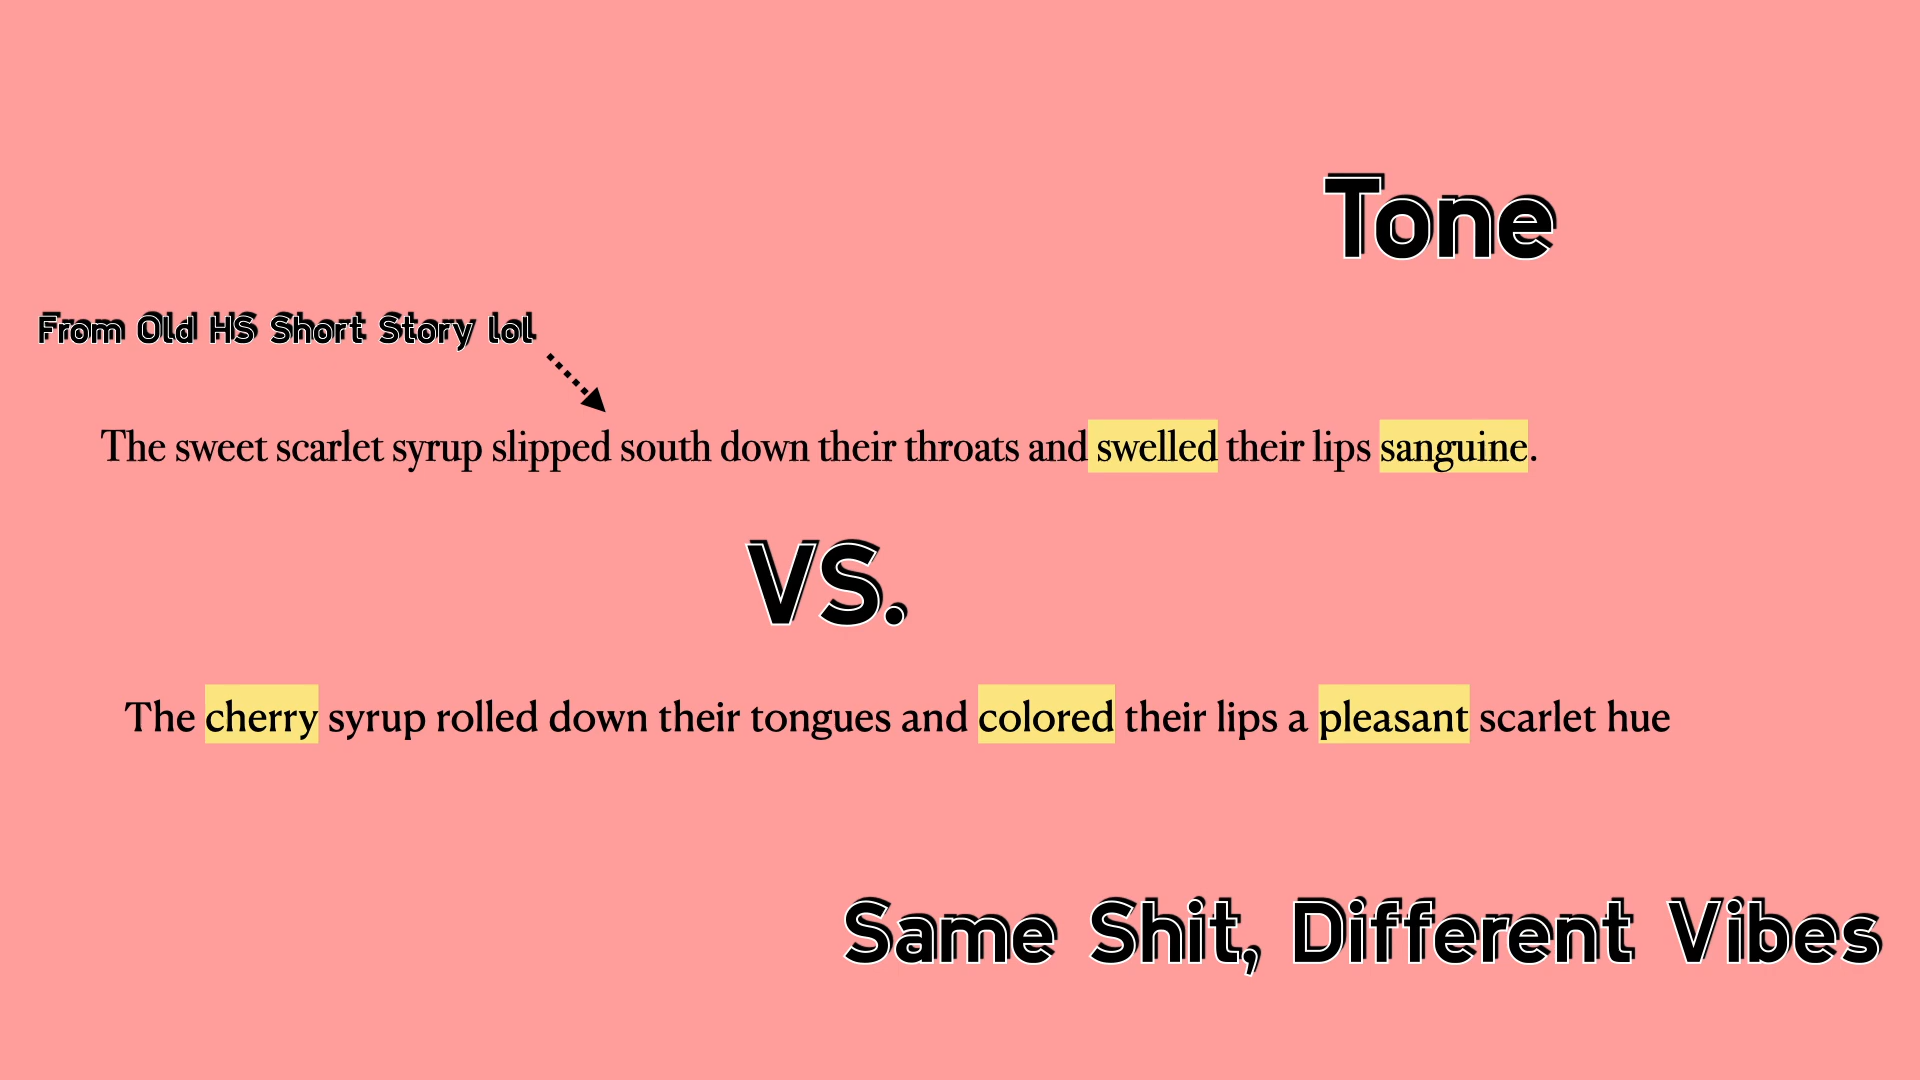 Tone
From Old HS Short Story lol
The sweet scarlet syrup slipped south down their throats and swelled their lips sanguine.
VS.
The cherry syrup rolled down their tongues and colored their lips a pleasant scarlet hue
Same Shit, Different Vibes